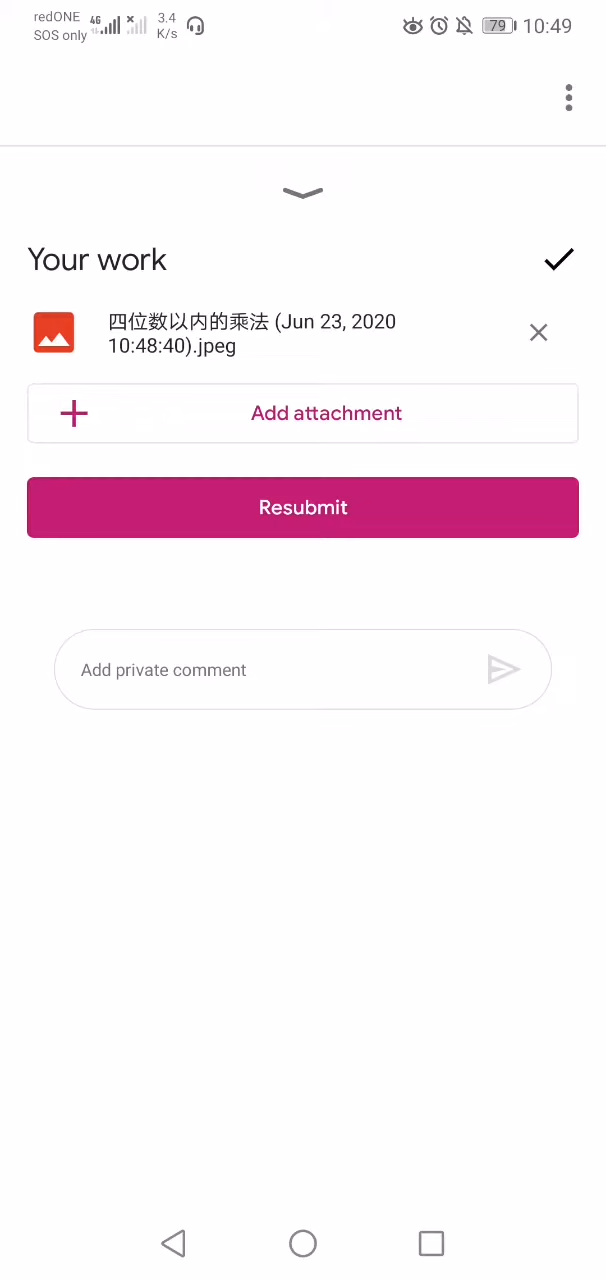 redONE
SOS only
4G
3.4
K/s
79
10:49
Your work
四位数以内的乘法 (Jun 23, 2020
10:48:40).jpeg
Add attachment
Resubmit
Add private comment